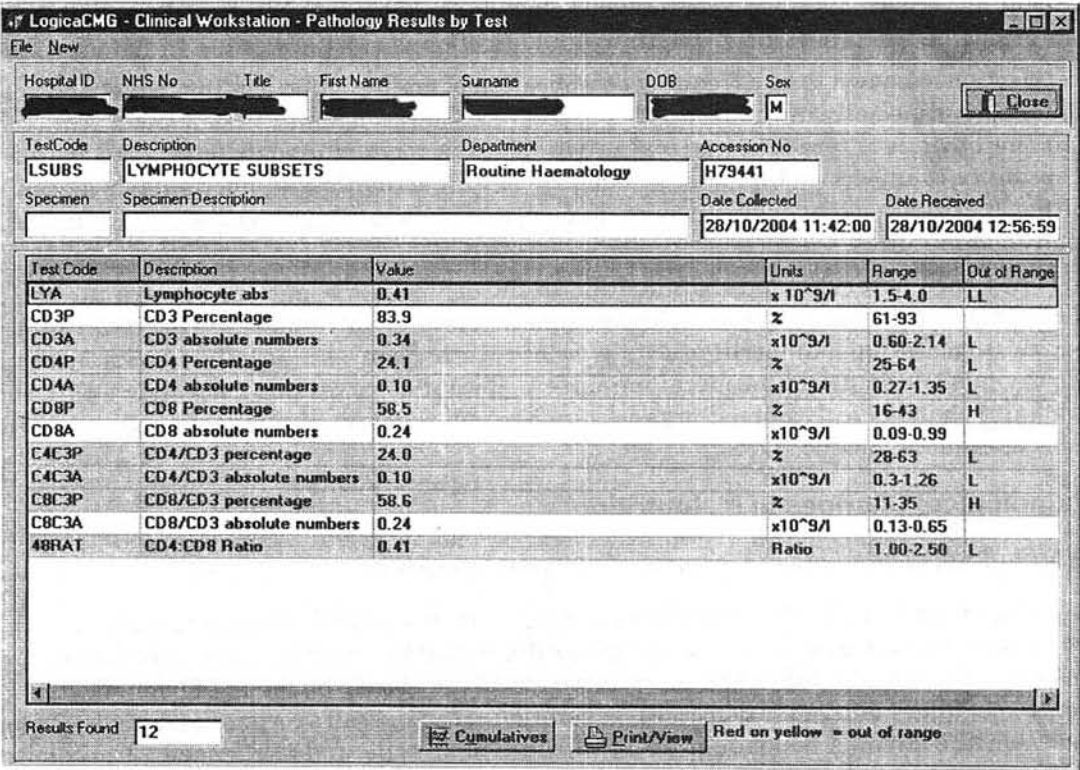 LogicaCMG - Clinical Workstation - Pathology Results by Test
File New
Hospital ID NHS No Title First Name Surname DOB Sex
M Close
TestCode Description Department Accession No
LSUBS LYMPHOCYTE SUBSETS Routine Haematology H79441
Specimen Specimen Description Date Collected Date Received
28/10/2004 11:42:00 28/10/2004 12:56:59
Test Code Description Value Units Range Out of Range
LYA Lymphocyte abs 0.41 x 10^9/l 1.5-4.0 LL
CD3P CD3 Percentage 83.9 % 61-93
CD3A CD3 absolute numbers 0.34 x10^9/l 0.60-2.14 L
CD4P CD4 Percentage 24.1 % 25-64 L
CD4A CD4 absolute numbers 0.10 x10^9/l 0.27-1.35 L
CD8P CD8 Percentage 58.5 % 16-43 H
CD8A CD8 absolute numbers 0.24 x10^9/l 0.09-0.99
C4C3P CD4/CD3 percentage 24.0 % 28-63 L
C4C3A CD4/CD3 absolute numbers 0.10 x10^9/l 0.3-1.26 L
C8C3P CD8/CD3 percentage 58.6 % 11-35 H
C8C3A CD8/CD3 absolute numbers 0.24 x10^9/l 0.13-0.65
48RAT CD4:CD8 Ratio 0.41 Ratio 1.00-2.50 L
Results Found 12 Cumulatives Print/View Red on yellow = out of range